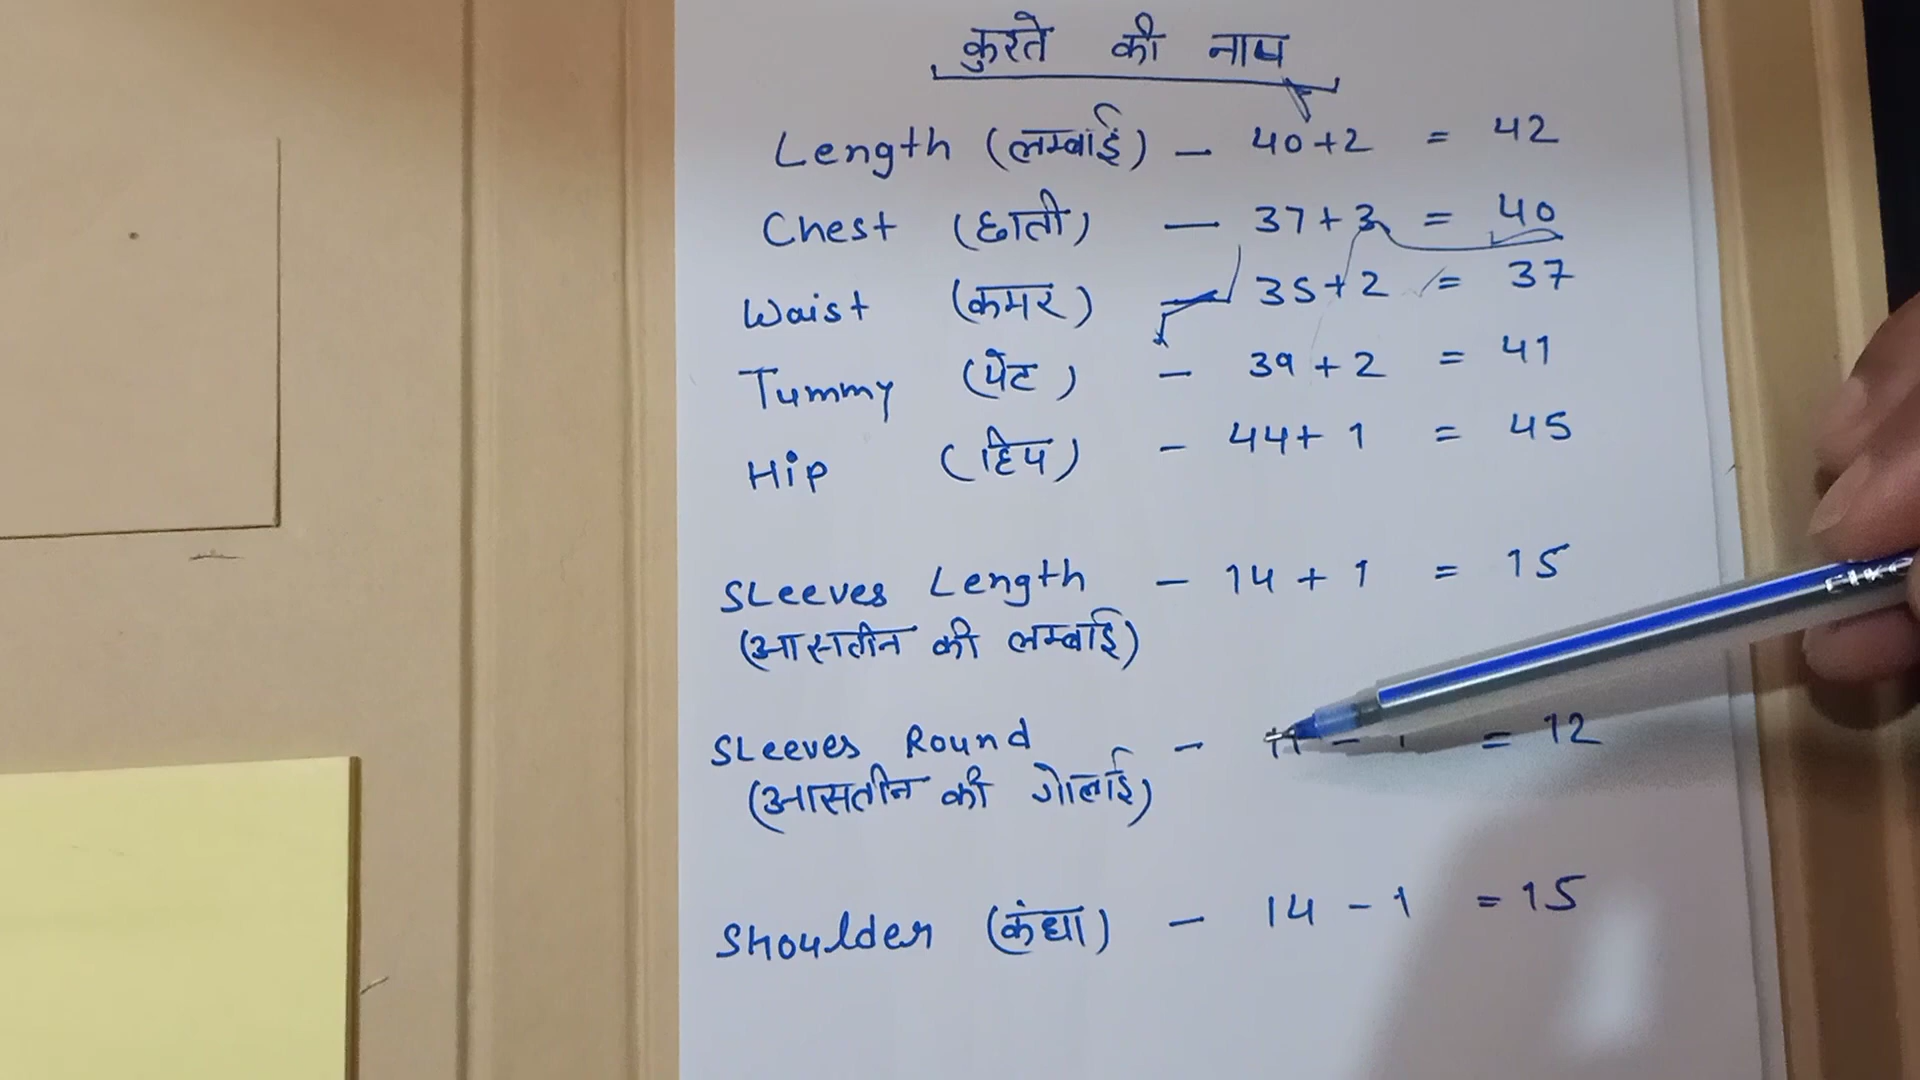 कुरते की नाप
Length (लम्बाई) - 40+2 = 42
Chest (छाती) - 37+3 = 40
Waist (कमर) - 35+2 = 37
Tummy (पेट) - 39+2 = 41
Hip (हिप) - 44+1 = 45
Sleeves Length - 14+1 = 15
(आसतीन की लम्बाई)
Sleeves Round - 11 - 1 = 12
(आसतीन की गोलाई)
Shoulder (कंधा) - 14 - 1 = 15